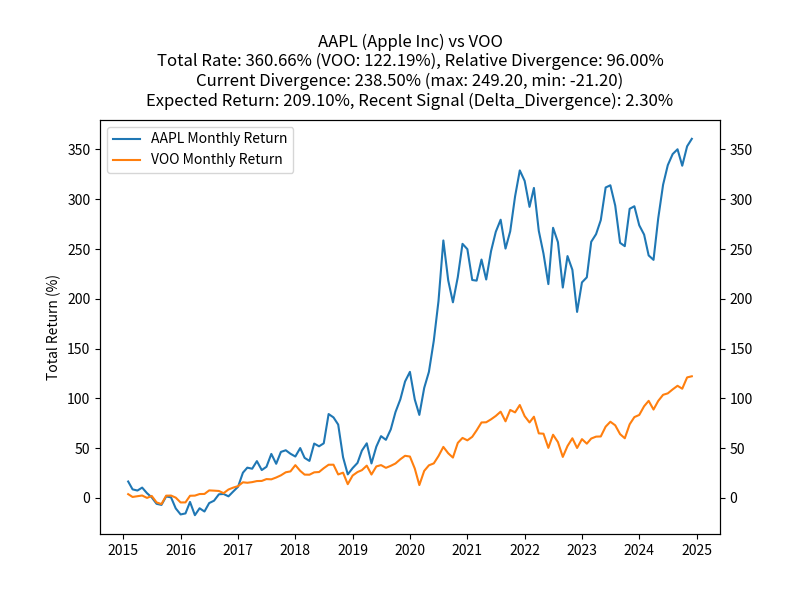 AAPL (Apple Inc) vs VOO
Total Rate: 360.66% (VOO: 122.19%), Relative Divergence: 96.00%
Current Divergence: 238.50% (max: 249.20, min: -21.20)
Expected Return: 209.10%, Recent Signal (Delta_Divergence): 2.30%
AAPL Monthly Return
VOO Monthly Return
Total Return (%)
350
300
250
200
150
100
50
0
350
300
250
200
150
100
50
0
2015 2016 2017 2018 2019 2020 2021 2022 2023 2024 2025